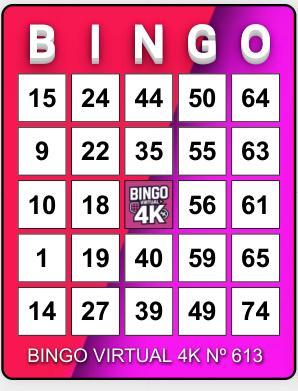 BINGO
15 24 44 50 64
9 22 35 55 63
10 18 BINGO VIRTUAL 4K 56 61
1 19 40 59 65
14 27 39 49 74
BINGO VIRTUAL 4K Nº 613